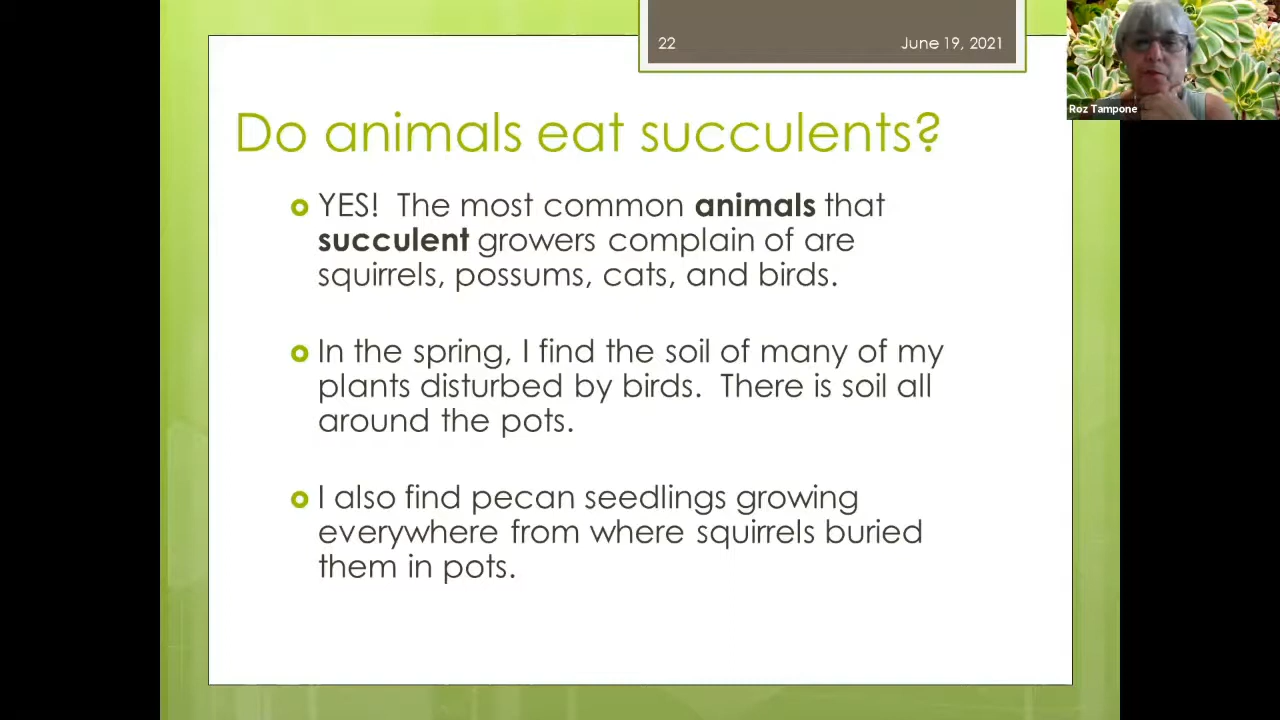 22
June 19, 2021
Roz Tampone
Do animals eat succulents?
YES!  The most common animals that
succulent growers complain of are
squirrels, possums, cats, and birds.
In the spring, I find the soil of many of my
plants disturbed by birds.  There is soil all
around the pots.
I also find pecan seedlings growing
everywhere from where squirrels buried
them in pots.